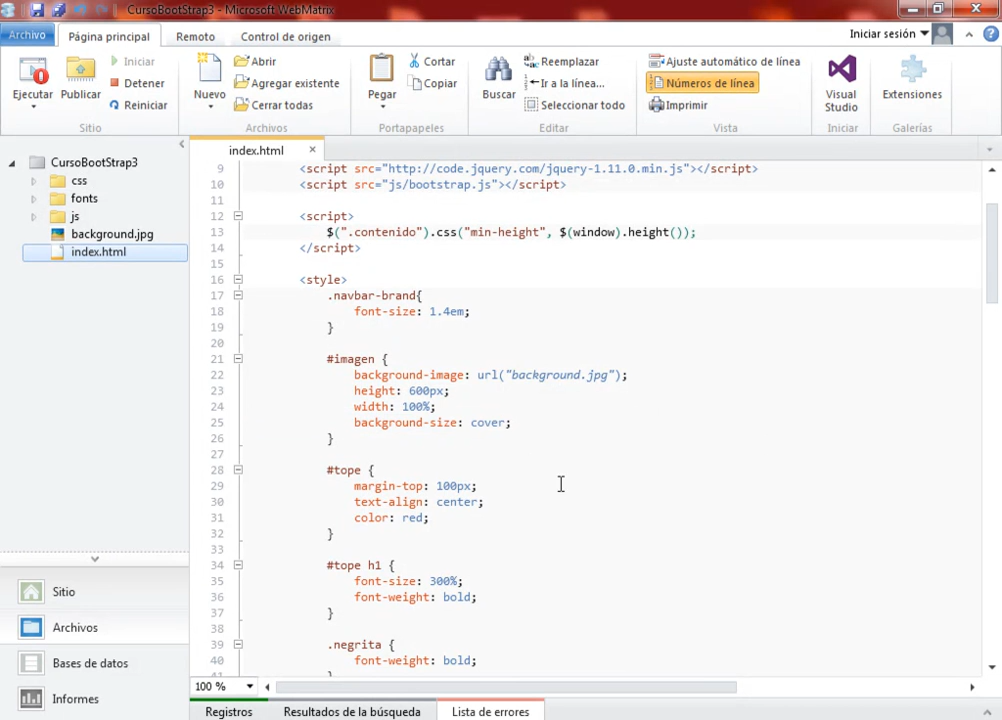 CursoBootStrap3 - Microsoft WebMatrix
Archivo
Página principal
Remoto
Control de origen
Iniciar sesión
Ejecutar
Publicar
Iniciar
Detener
Reiniciar
Sitio
Nuevo
Abrir
Agregar existente
Cerrar todas
Archivos
Pegar
Cortar
Copiar
Portapapeles
Buscar
Reemplazar
Ir a la línea...
Seleccionar todo
Editar
Ajuste automático de línea
Números de línea
Imprimir
Vista
Visual Studio
Iniciar
Extensiones
Galerías
CursoBootStrap3
css
fonts
js
background.jpg
index.html
index.html
9 <script src="http://code.jquery.com/jquery-1.11.0.min.js"></script>
10 <script src="js/bootstrap.js"></script>
11
12 <script>
13 $(".contenido").css("min-height", $(window).height());
14 </script>
15
16 <style>
17 .navbar-brand{
18 font-size: 1.4em;
19 }
20
21 #imagen {
22 background-image: url("background.jpg");
23 height: 600px;
24 width: 100%;
25 background-size: cover;
26 }
27
28 #tope {
29 margin-top: 100px;
30 text-align: center;
31 color: red;
32 }
33
34 #tope h1 {
35 font-size: 300%;
36 font-weight: bold;
37 }
38
39 .negrita {
40 font-weight: bold;
Sitio
Archivos
Bases de datos
Informes
100 %
Registros
Resultados de la búsqueda
Lista de errores